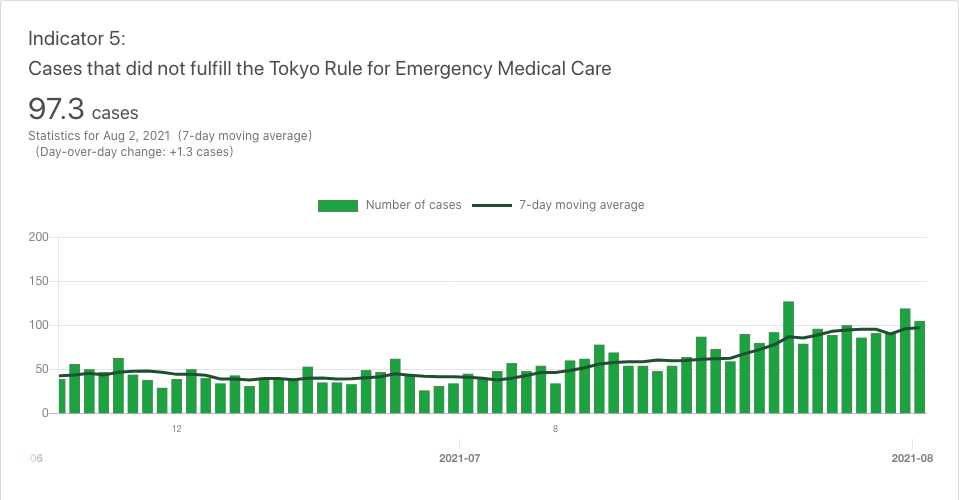 Indicator 5:
Cases that did not fulfill the Tokyo Rule for Emergency Medical Care
97.3 cases
Statistics for Aug 2, 2021 (7-day moving average)
(Day-over-day change: +1.3 cases)
Number of cases 7-day moving average
200
150
100
50
0
12 8
-06 2021-07 2021-08